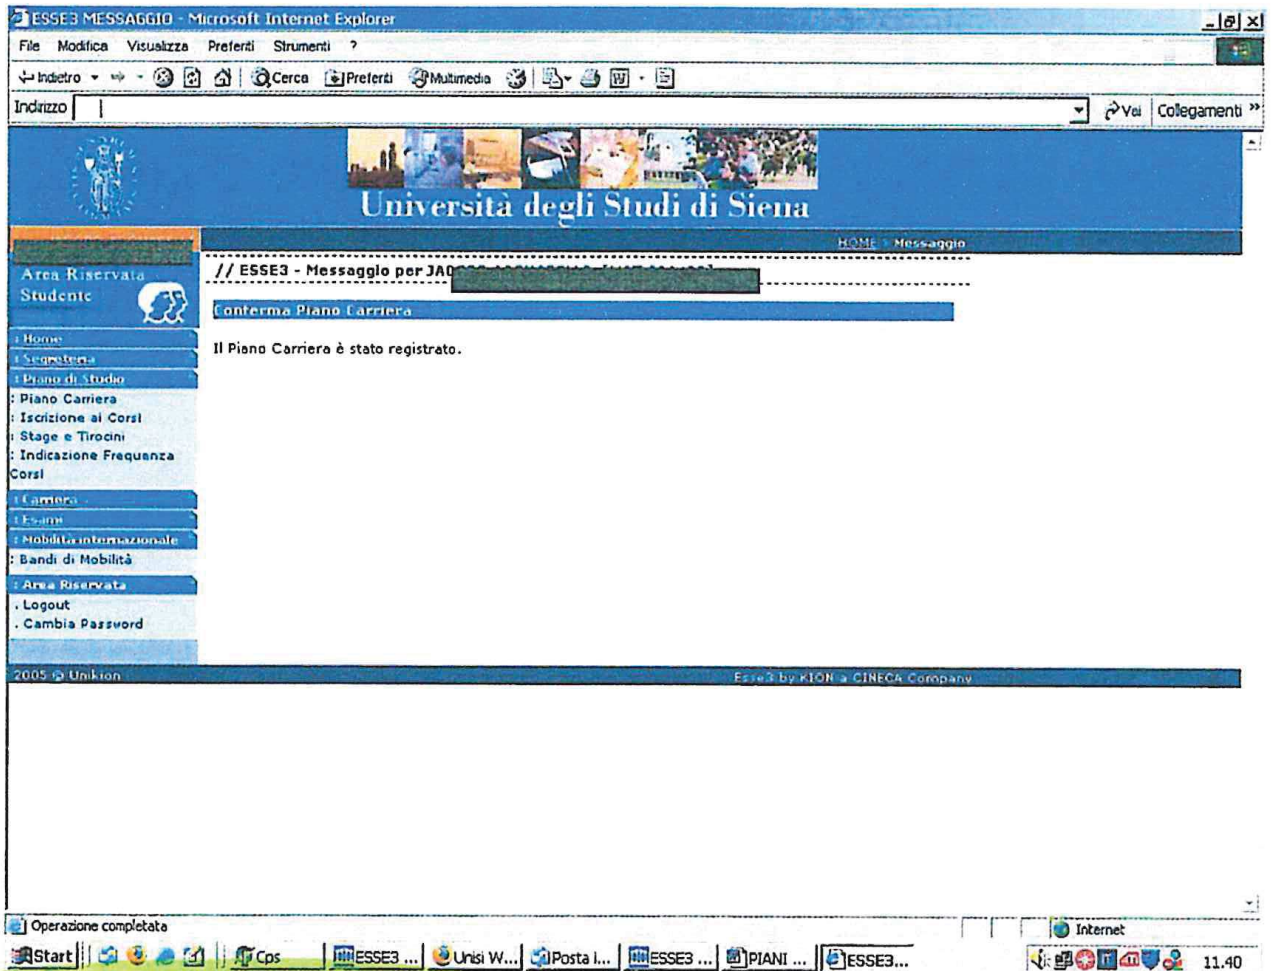 ESSE3 MESSAGGIO - Microsoft Internet Explorer
File Modifica Visualizza Preferiti Strumenti ?
Indietro Cerca Preferiti Multimedia
Indirizzo Vai Collegamenti »
Università degli Studi di Siena
HOME Messaggio
Area Riservata
Studente
// ESSE3 - Messaggio per
Conferma Piano Carriera
Il Piano Carriera è stato registrato.
: Home
: Segreteria
: Piano di Studio
: Piano Carriera
: Iscrizione ai Corsi
: Stage e Tirocini
: Indicazione Frequenza
Corsi
: Carriera
: Esami
: Mobilità internazionale
: Bandi di Mobilità
: Area Riservata
. Logout
. Cambia Password
2005 @ Unikion Esse3 by KION a CINECA Company
Operazione completata Internet
Start Cps ESSE3 ... Unisi W... Posta i... ESSE3 ... PIANI ... ESSE3... 11.40